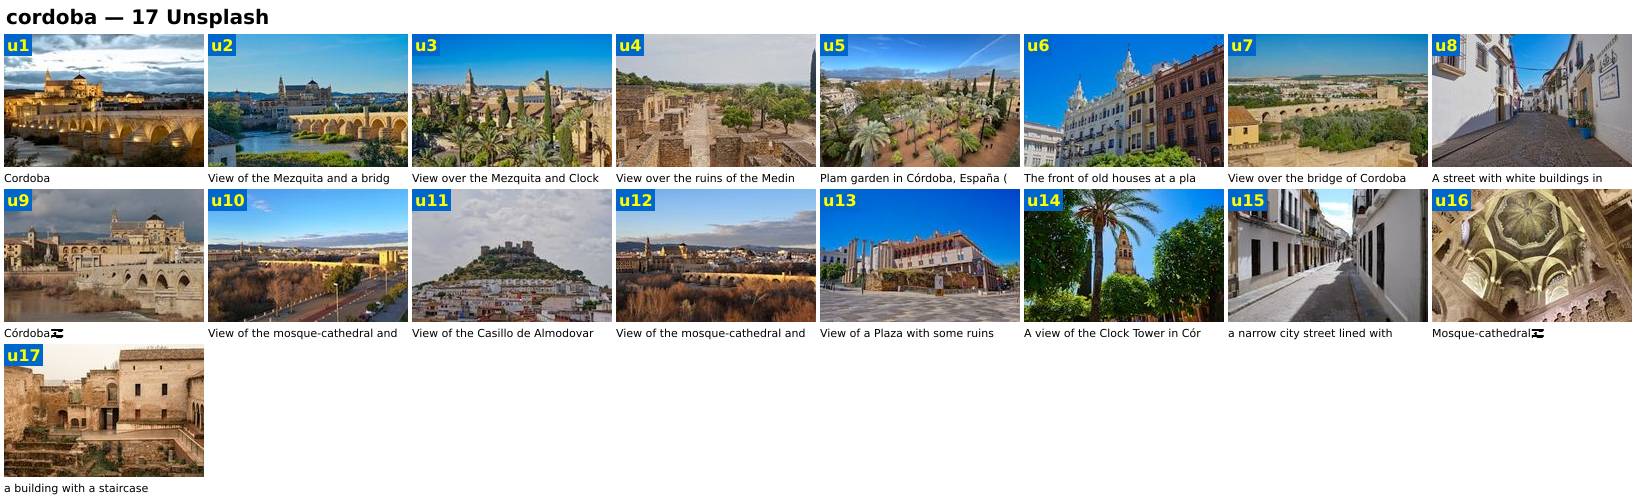 cordoba — 17 Unsplash
u1
u2
u3
u4
u5
u6
u7
u8
Cordoba
View of the Mezquita and a bridg
View over the Mezquita and Clock
View over the ruins of the Medin
Plam garden in Córdoba, España (
The front of old houses at a pla
View over the bridge of Cordoba
A street with white buildings in
u9
u10
u11
u12
u13
u14
u15
u16
Córdoba
View of the mosque-cathedral and
View of the Casillo de Almodovar
View of the mosque-cathedral and
View of a Plaza with some ruins
A view of the Clock Tower in Cór
a narrow city street lined with
Mosque-cathedral
u17
a building with a staircase